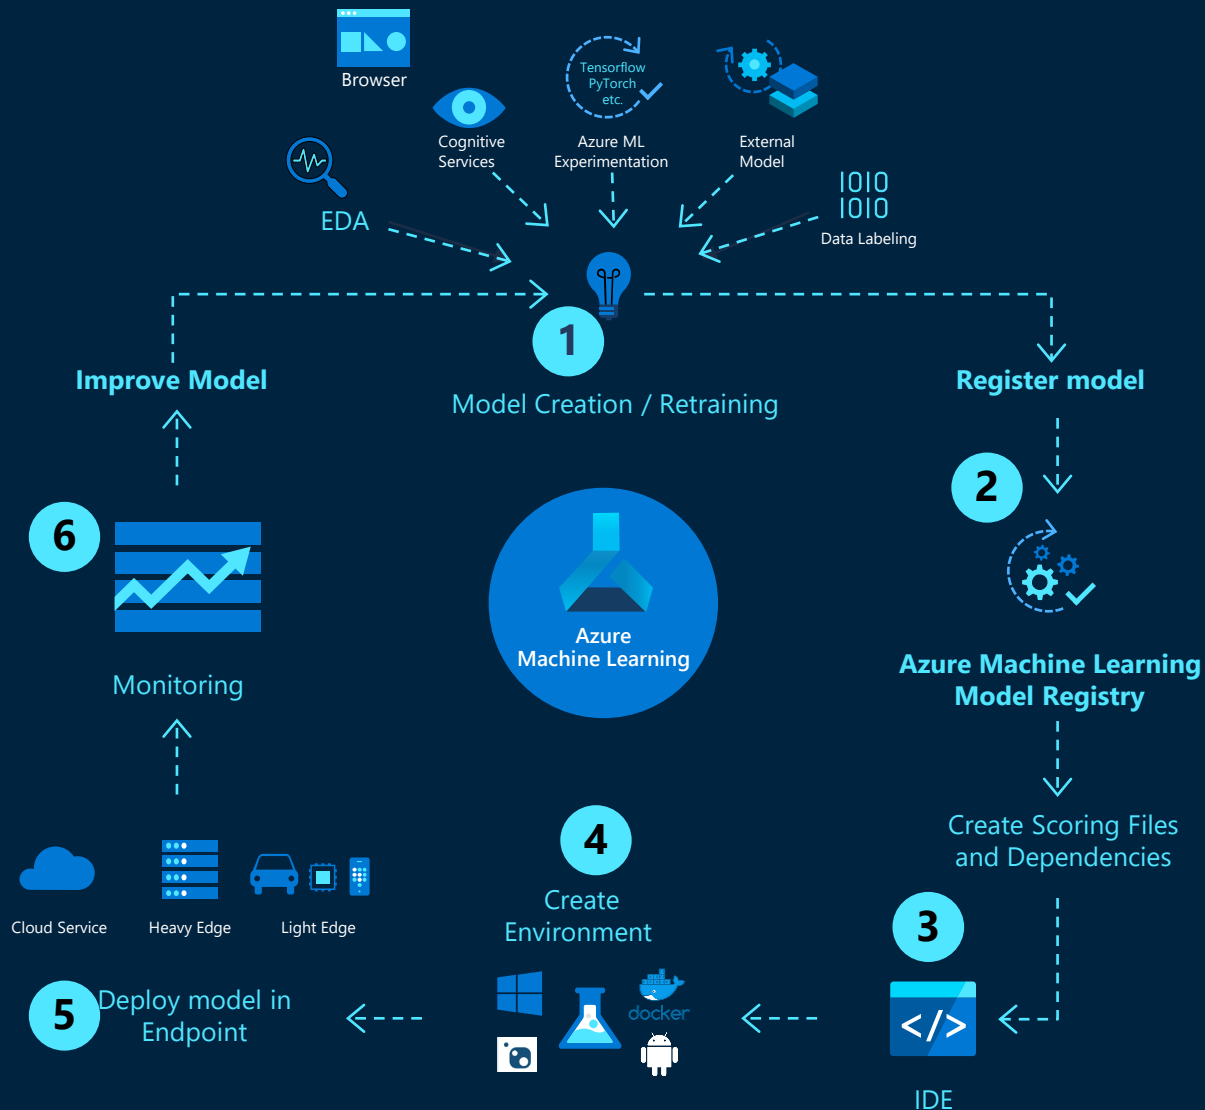 Browser
Tensorflow
PyTorch
etc.
Cognitive
Services
Azure ML
Experimentation
External
Model
EDA
1010
1010
Data Labeling
1
Model Creation / Retraining
Improve Model
Register model
2
6
Azure
Machine Learning
Azure Machine Learning
Model Registry
Monitoring
Create Scoring Files
and Dependencies
4
Create
Environment
Cloud Service
Heavy Edge
Light Edge
3
5
Deploy model in
Endpoint
docker
</>
IDE